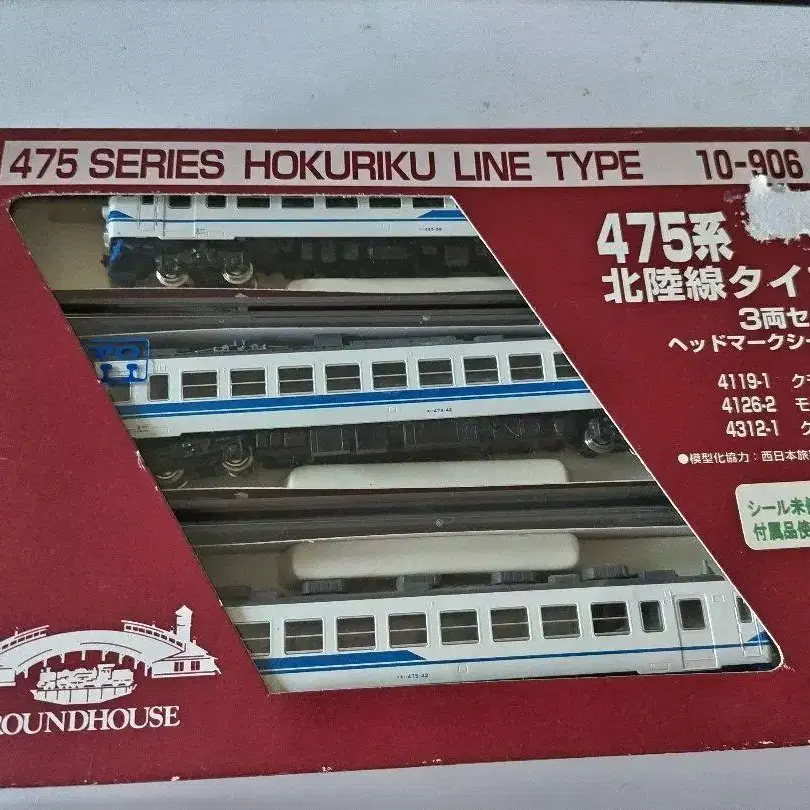 475 SERIES HOKURIKU LINE TYPE 10-906
475系
北陸線タイ
3両セ
ヘッドマークシー
4119-1 クモ
4126-2 モ
4312-1 ク
●模型化協力:西日本旅
シール未
付属品使
ROUNDHOUSE